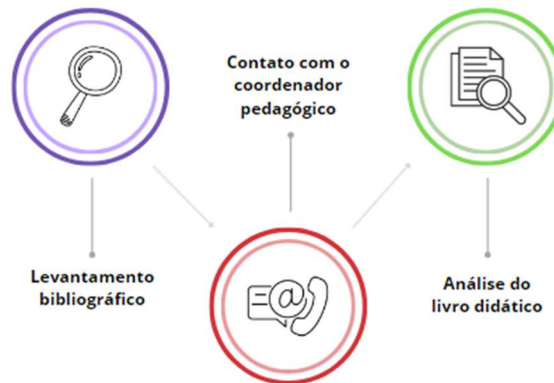 Contato com o
coordenador
pedagógico
Levantamento
bibliográfico
@
Análise do
livro didático